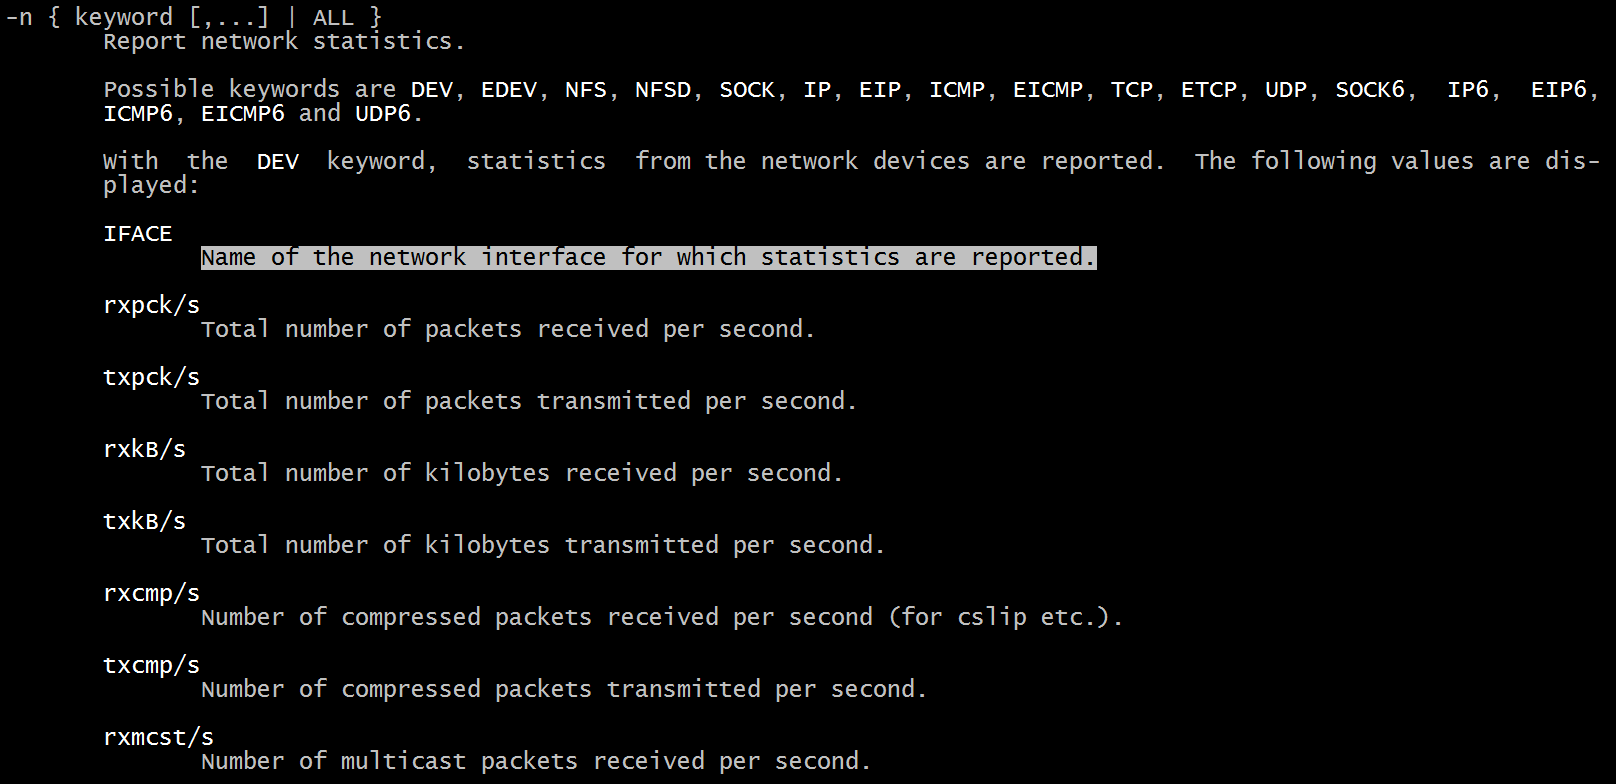 -n { keyword [,...] | ALL }
Report network statistics.
Possible keywords are DEV, EDEV, NFS, NFSD, SOCK, IP, EIP, ICMP, EICMP, TCP, ETCP, UDP, SOCK6, IP6, EIP6,
ICMP6, EICMP6 and UDP6.
With the DEV keyword, statistics from the network devices are reported. The following values are dis-
played:
IFACE
Name of the network interface for which statistics are reported.
rxpck/s
Total number of packets received per second.
txpck/s
Total number of packets transmitted per second.
rxkB/s
Total number of kilobytes received per second.
txkB/s
Total number of kilobytes transmitted per second.
rxcmp/s
Number of compressed packets received per second (for cslip etc.).
txcmp/s
Number of compressed packets transmitted per second.
rxmcst/s
Number of multicast packets received per second.